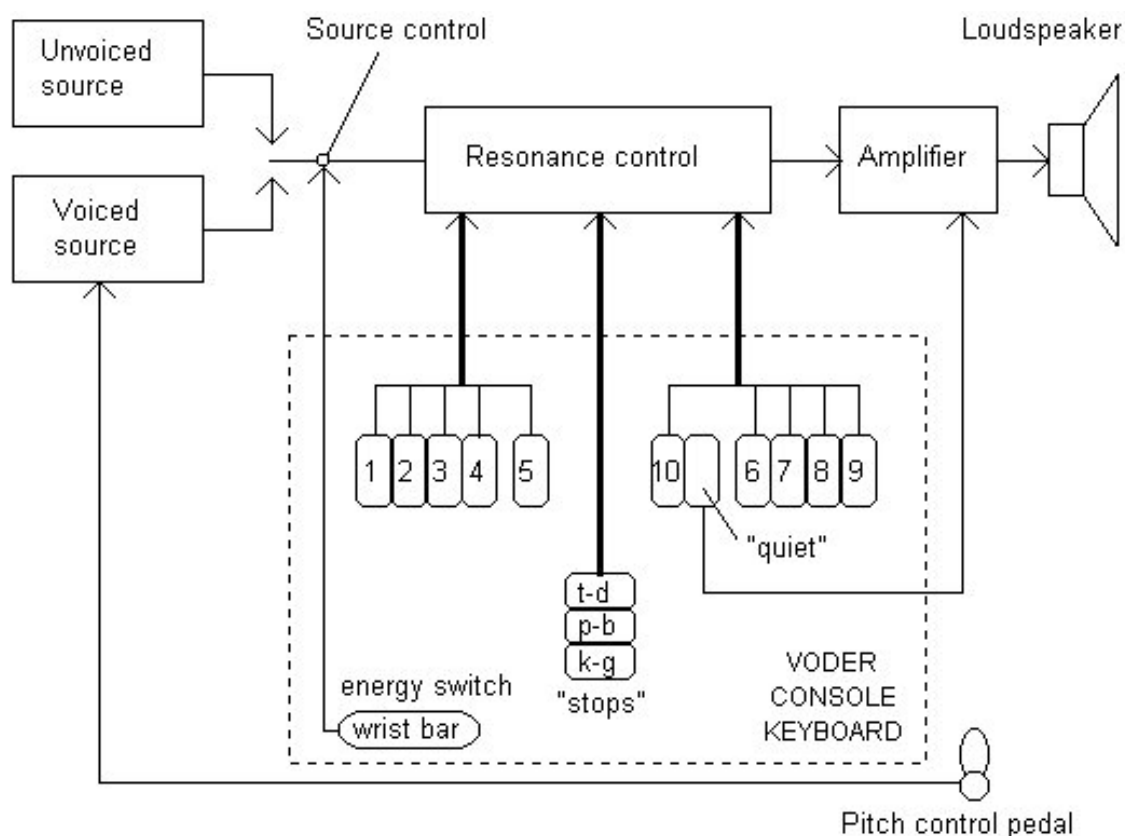 Source control
Loudspeaker
Unvoiced
source
Resonance control
Amplifier
Voiced
source
1 2 3 4 5
10 6 7 8 9
"quiet"
t-d
p-b
k-g
"stops"
energy switch
wrist bar
VODER
CONSOLE
KEYBOARD
Pitch control pedal